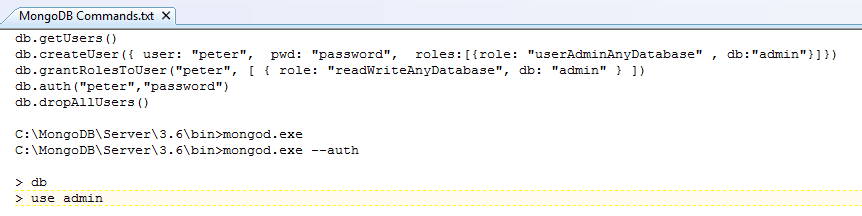 MongoDB Commands.txt
db.getUsers()
db.createUser({ user: "peter",  pwd: "password",  roles:[{role: "userAdminAnyDatabase" , db:"admin"}]})
db.grantRolesToUser("peter", [ { role: "readWriteAnyDatabase", db: "admin" } ])
db.auth("peter","password")
db.dropAllUsers()
C:\MongoDB\Server\3.6\bin>mongod.exe
C:\MongoDB\Server\3.6\bin>mongod.exe --auth
> db
> use admin